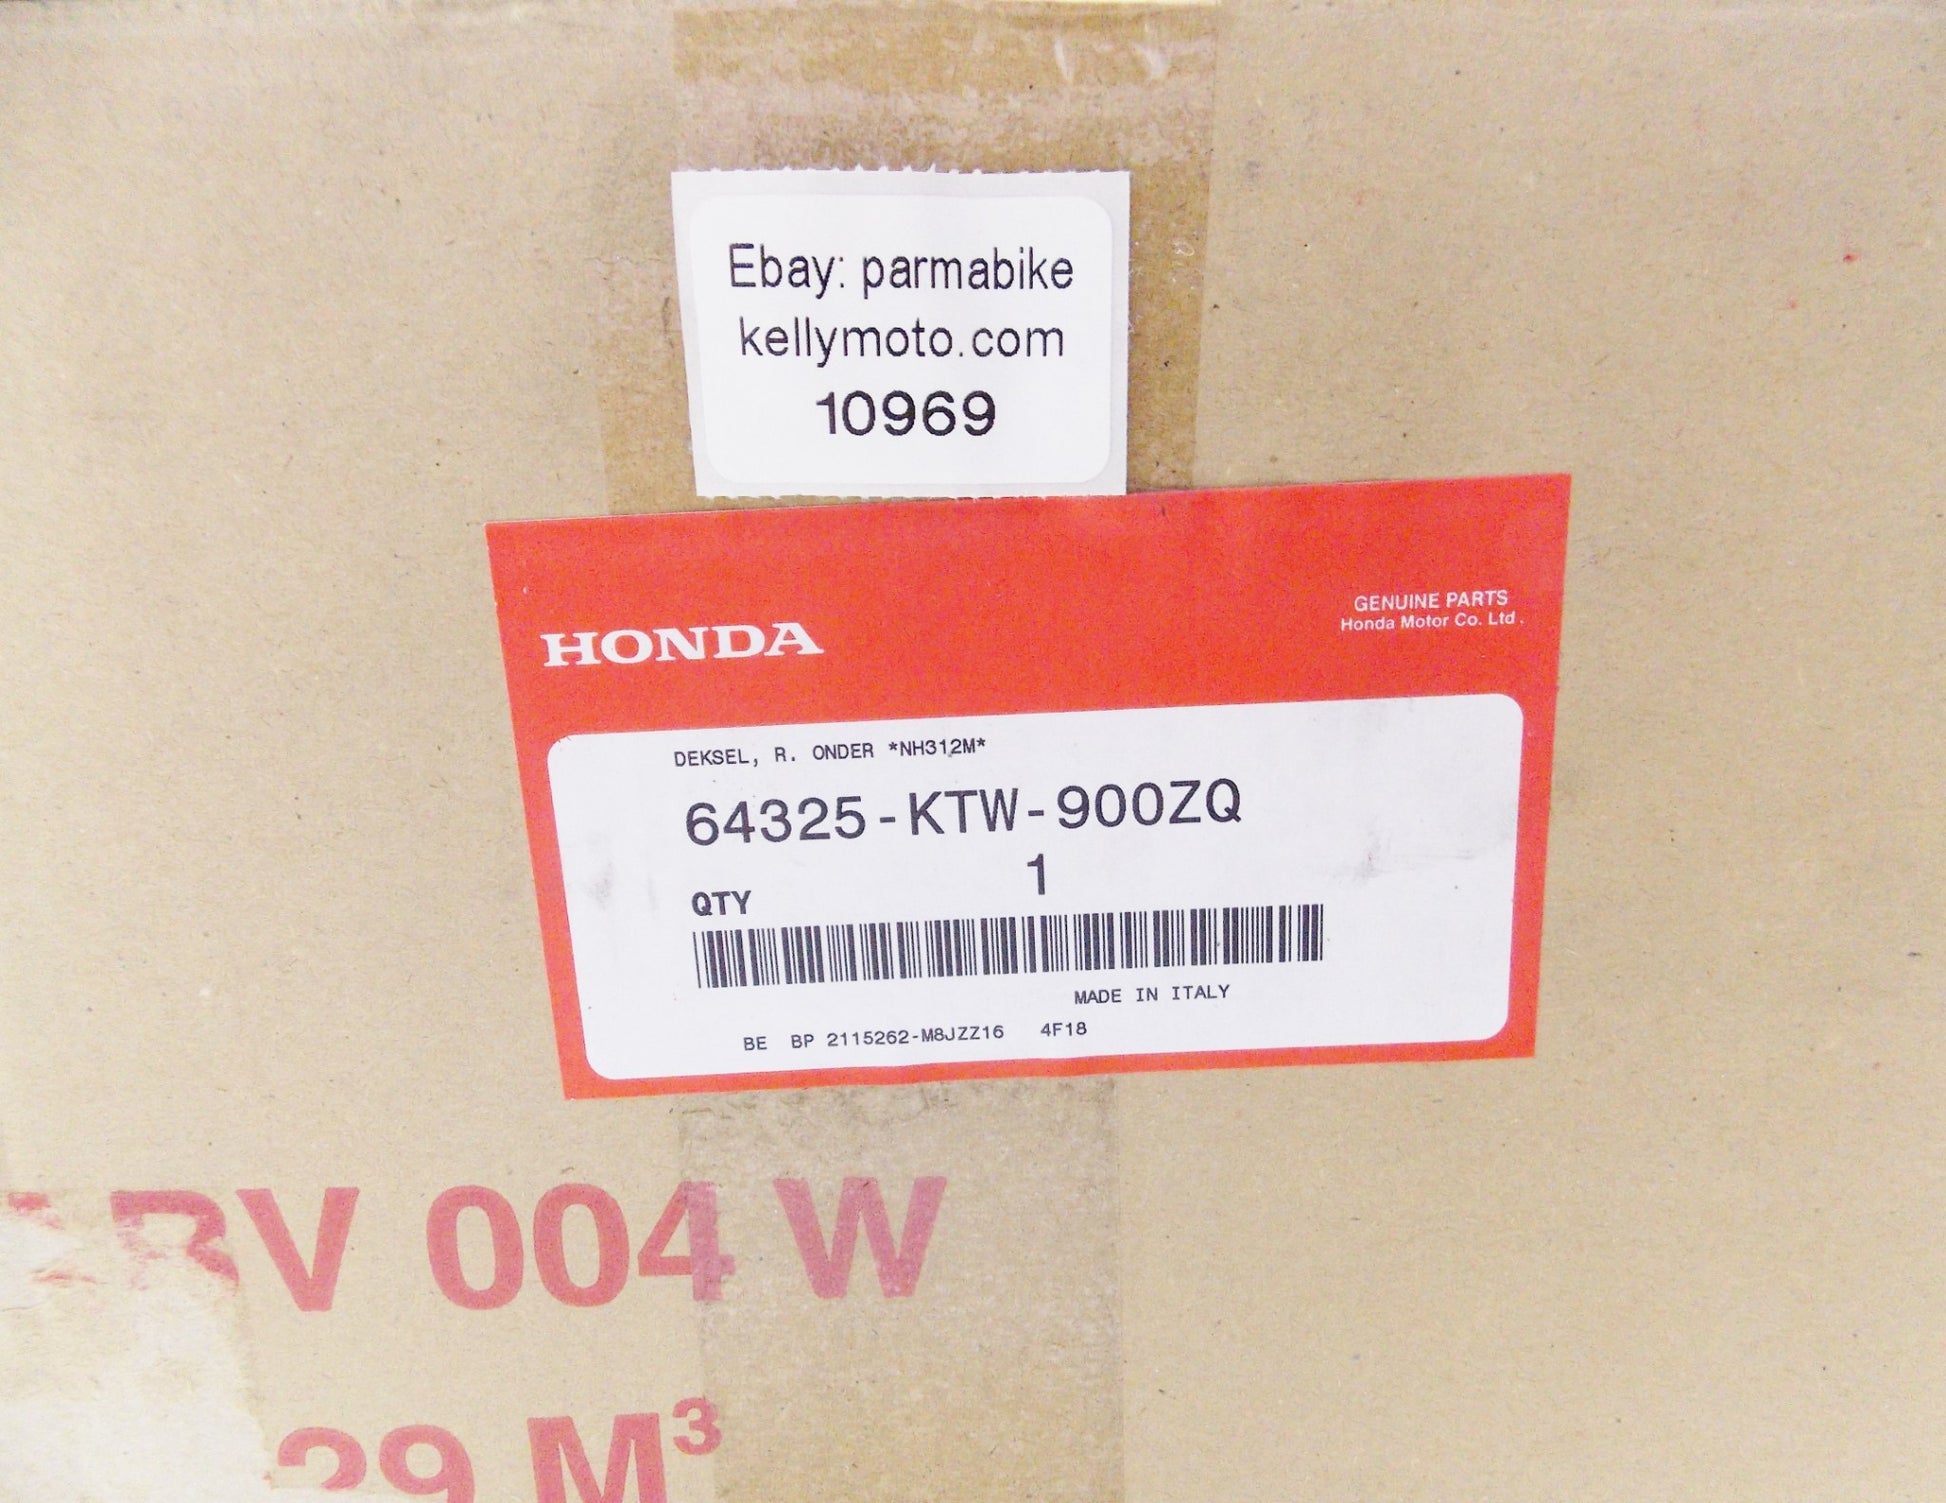 Ebay: parmabike
kellymoto.com
10969
HONDA
GENUINE PARTS
Honda Motor Co. Ltd.
DEKSEL, R. ONDER *NH312M*
64325-KTW-900ZQ
1
QTY
MADE IN ITALY
BE BP 2115262-M8JZZ16 4F18
004 W
M³